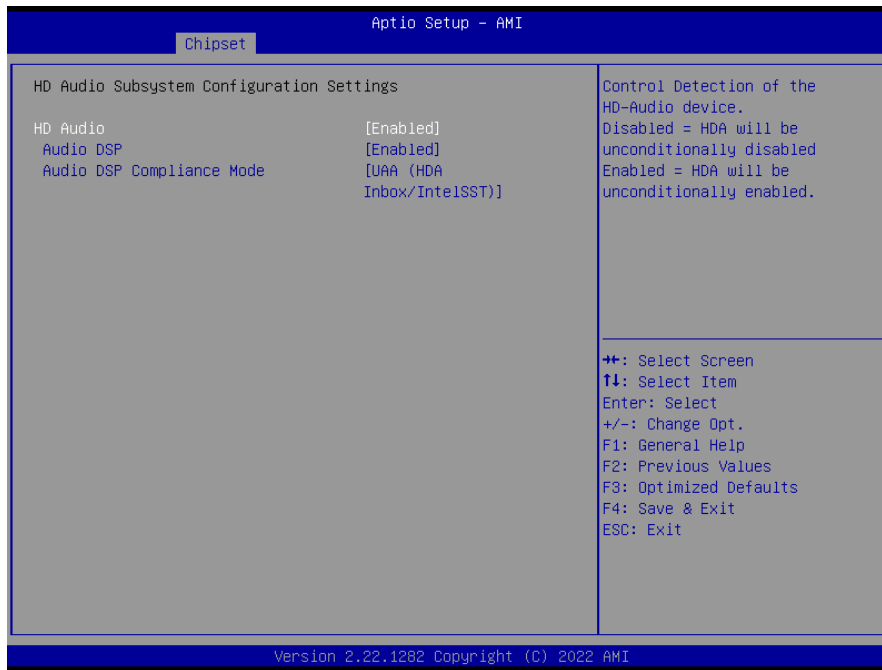 Aptio Setup – AMI
Chipset
HD Audio Subsystem Configuration Settings
HD Audio [Enabled]
Audio DSP [Enabled]
Audio DSP Compliance Mode [UAA (HDA
Inbox/IntelSST)]
Control Detection of the
HD-Audio device.
Disabled = HDA will be
unconditionally disabled
Enabled = HDA will be
unconditionally enabled.
→←: Select Screen
↑↓: Select Item
Enter: Select
+/-: Change Opt.
F1: General Help
F2: Previous Values
F3: Optimized Defaults
F4: Save & Exit
ESC: Exit
Version 2.22.1282 Copyright (C) 2022 AMI